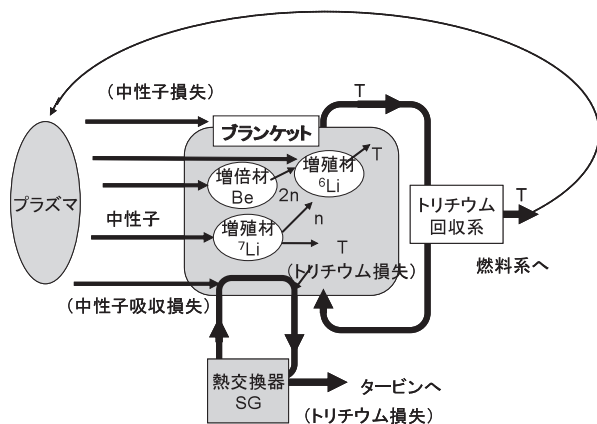 T
(中性子損失)
ブランケット
増殖材
⁶Li
T
増倍材
Be
2n
プラズマ
中性子
増殖材
⁷Li
n
T
トリチウム
回収系
T
燃料系へ
(トリチウム損失)
(中性子吸収損失)
熱交換器
SG
タービンへ
(トリチウム損失)